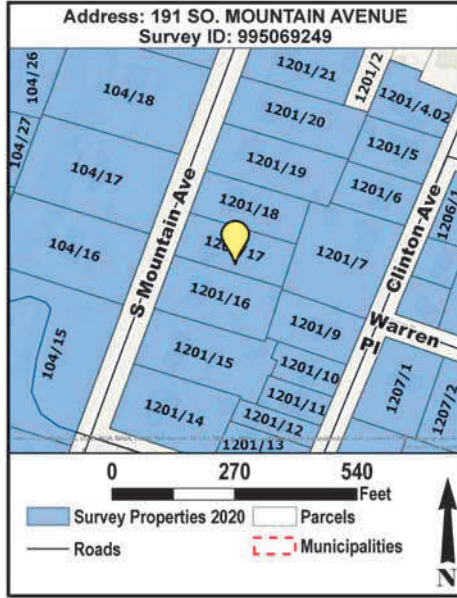 Address: 191 SO. MOUNTAIN AVENUE
Survey ID: 995069249
104/26
104/18
1201/21
1201/2
1201/4.02
1201/20
104/27
1201/5
104/17
1201/19
1201/6
1206/1
S Mountain Ave
1201/18
Clinton Ave
104/16
1201/17
1201/7
1201/16
Warren Pl
1201/9
104/15
1201/15
1201/10
1207/1
1201/11
1207/2
1201/14
1201/12
1201/13
0 270 540
Feet
Survey Properties 2020 Parcels
Roads Municipalities
N